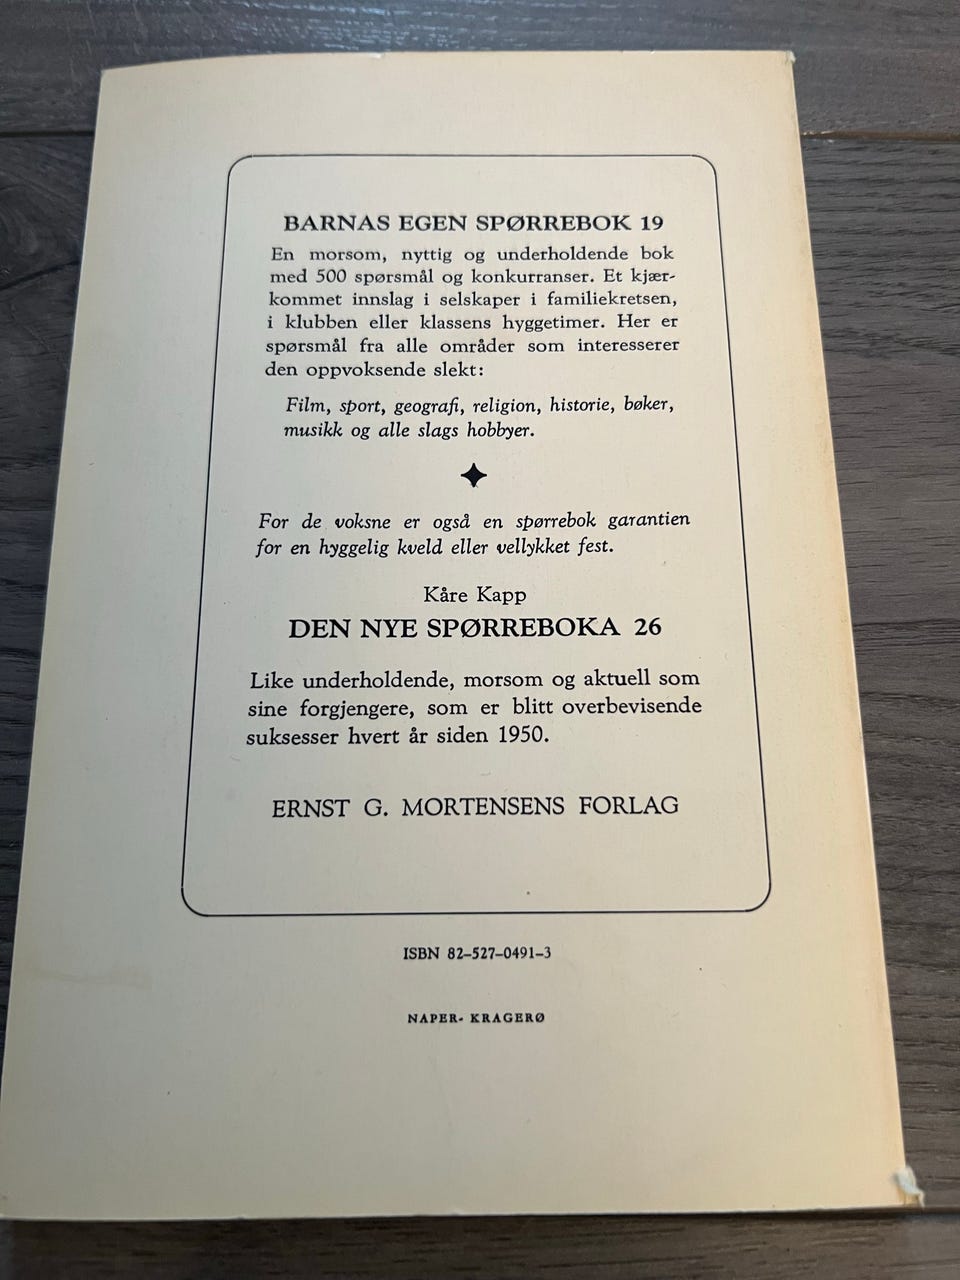 BARNAS EGEN SPØRREBOK 19
En morsom, nyttig og underholdende bok
med 500 spørsmål og konkurranser. Et kjær-
kommet innslag i selskaper i familiekretsen,
i klubben eller klassens hyggetimer. Her er
spørsmål fra alle områder som interesserer
den oppvoksende slekt:
Film, sport, geografi, religion, historie, bøker,
musikk og alle slags hobbyer.
For de voksne er også en spørrebok garantien
for en hyggelig kveld eller vellykket fest.
Kåre Kapp
DEN NYE SPØRREBOKA 26
Like underholdende, morsom og aktuell som
sine forgjengere, som er blitt overbevisende
suksesser hvert år siden 1950.
ERNST G. MORTENSENS FORLAG
ISBN 82-527-0491-3
NAPER- KRAGERØ